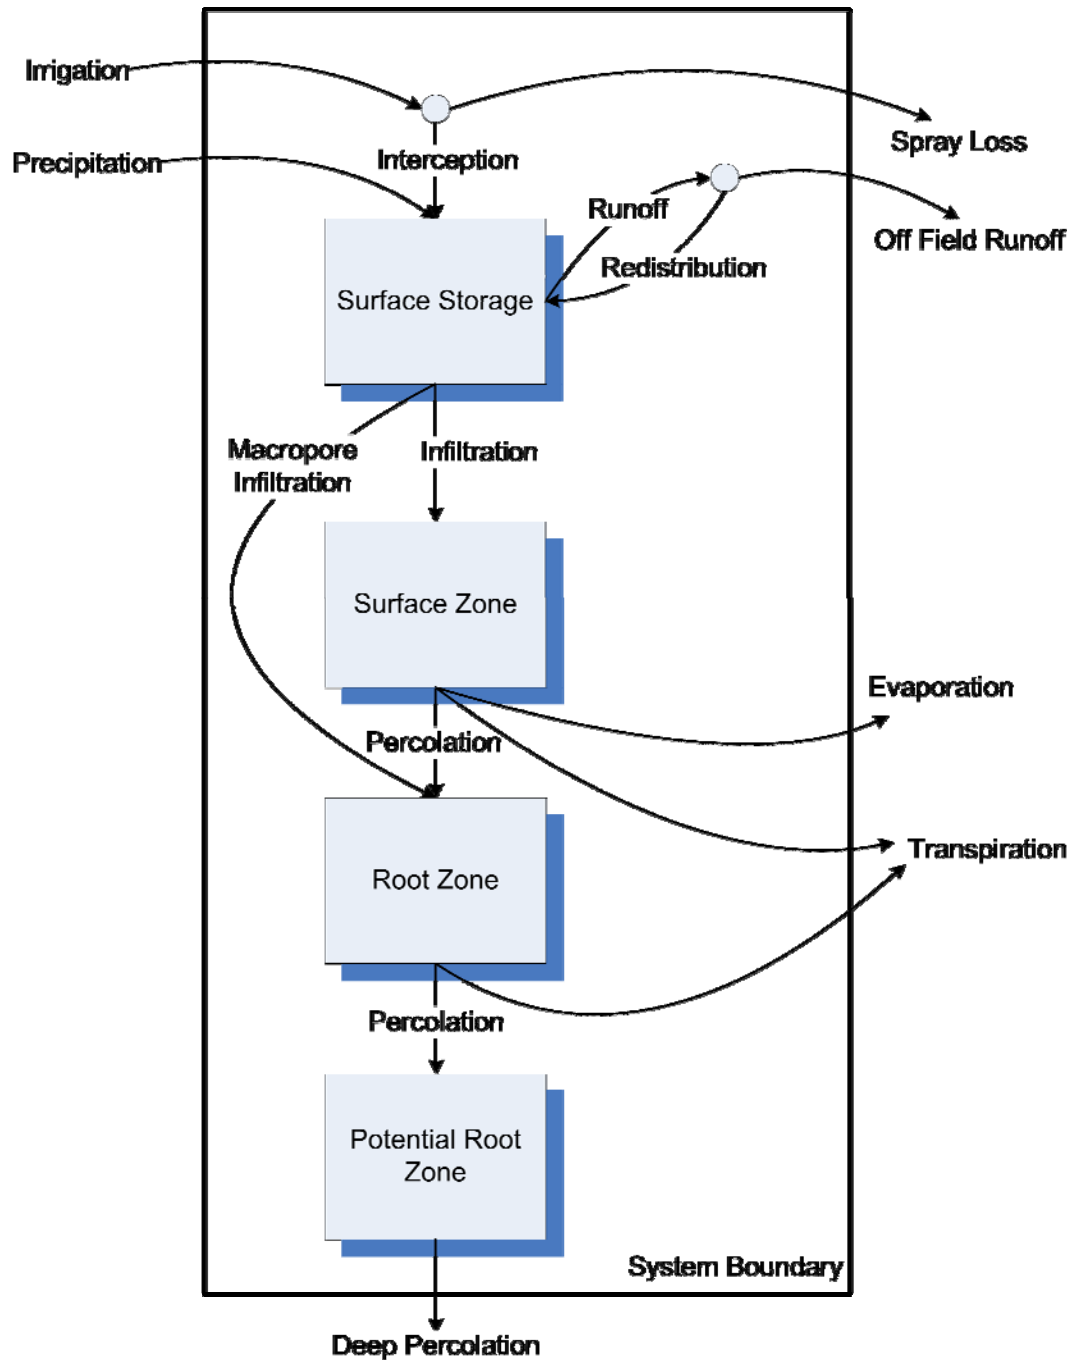 Irrigation
Spray Loss
Precipitation
Interception
Runoff
Off Field Runoff
Redistribution
Surface Storage
Macropore
Infiltration
Infiltration
Surface Zone
Evaporation
Percolation
Transpiration
Root Zone
Percolation
Potential Root
Zone
System Boundary
Deep Percolation